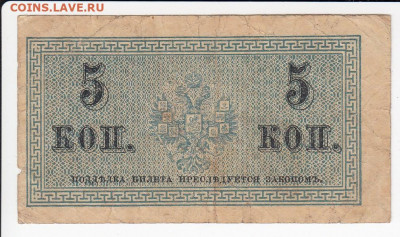 COINS.LAVE.RU
5 5
КОП. КОП.
ПОДДѢЛКА БИЛЕТА ПРЕСЛѢДУЕТСЯ ЗАКОНОМЪ.